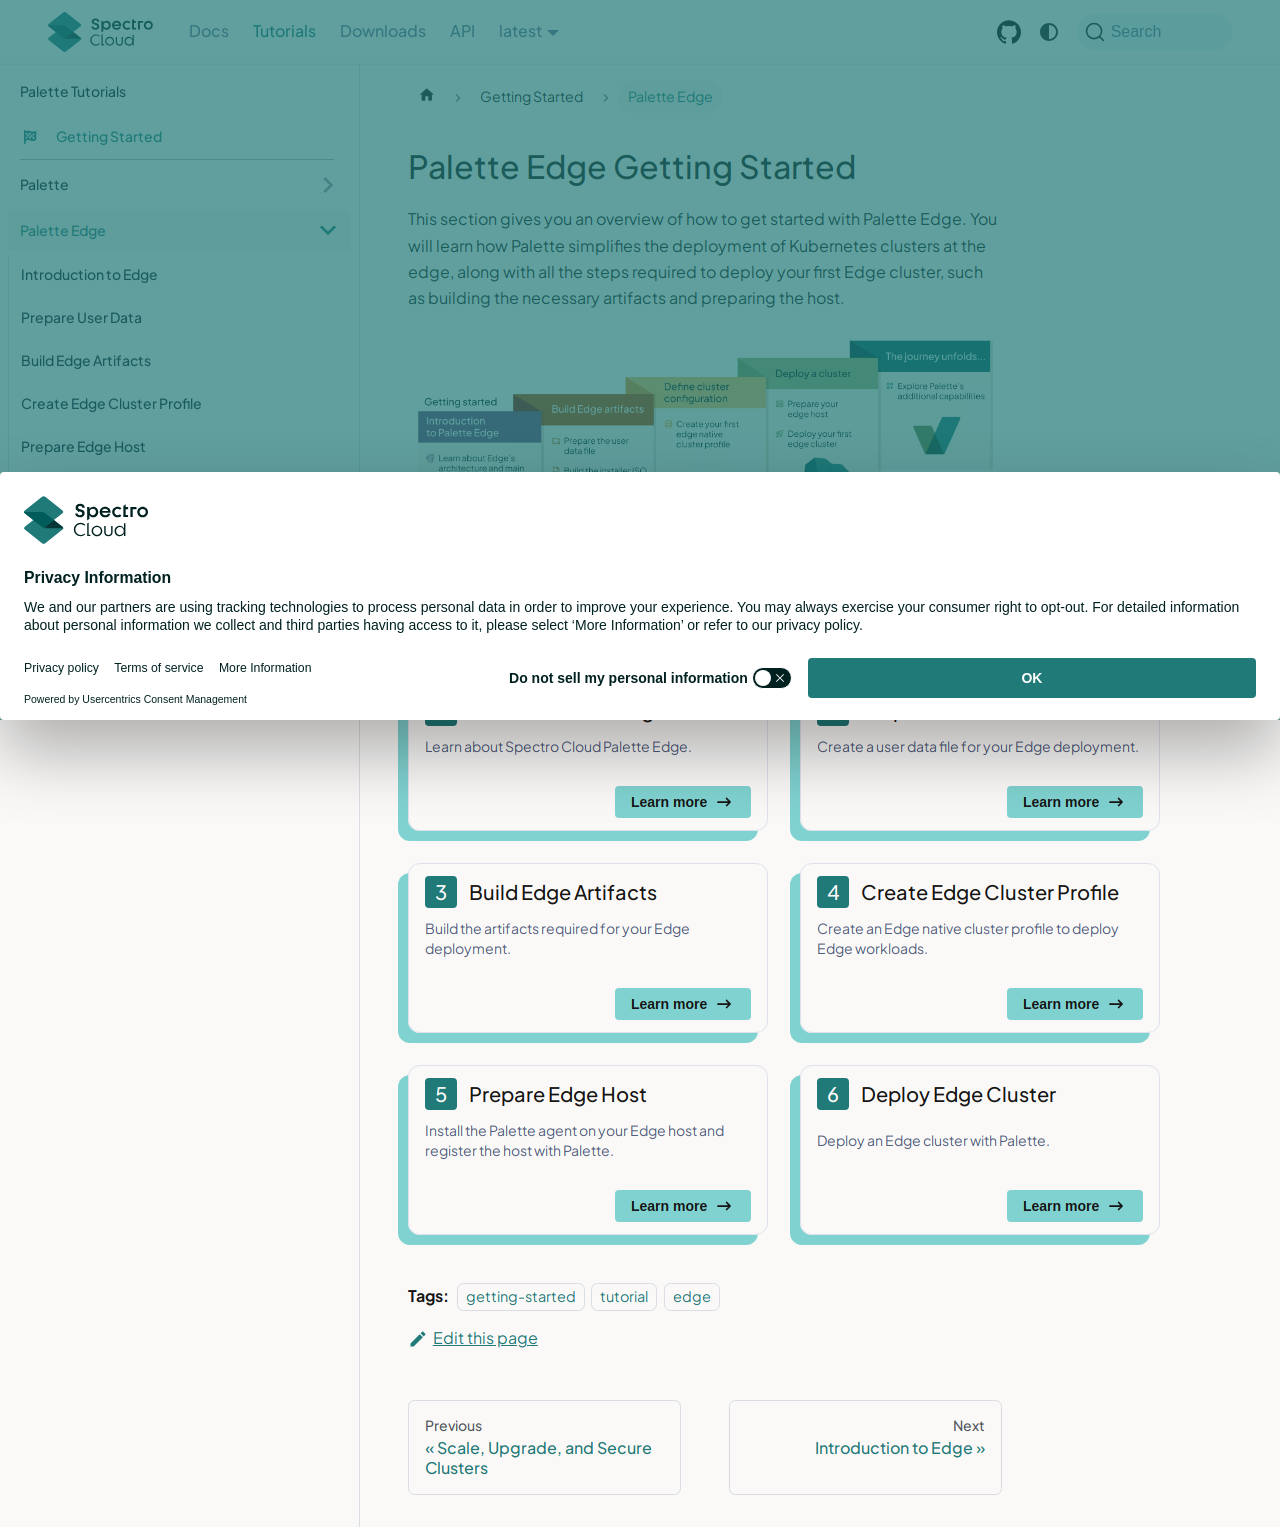 Spectro Cloud
Docs
Tutorials
Downloads
API
latest
Search
Palette Tutorials
Getting Started
Palette
Palette Edge
Introduction to Edge
Prepare User Data
Build Edge Artifacts
Create Edge Cluster Profile
Prepare Edge Host
Getting Started
Palette Edge
Palette Edge Getting Started
This section gives you an overview of how to get started with Palette Edge. You
will learn how Palette simplifies the deployment of Kubernetes clusters at the
edge, along with all the steps required to deploy your first Edge cluster, such
as building the necessary artifacts and preparing the host.
Getting started
Introduction
to Palette Edge
Learn about Edge's
architecture and main
Build Edge artifacts
Prepare the user
data file
Build the installer ISO
Define cluster
configuration
Create your first
edge native
cluster profile
Deploy a cluster
Prepare your
edge host
Deploy your first
edge cluster
The journey unfolds...
Explore Palette's
additional capabilities
Spectro
Cloud
Privacy Information
We and our partners are using tracking technologies to process personal data in order to improve your experience. You may always exercise your consumer right to opt-out. For detailed information
about personal information we collect and third parties having access to it, please select ‘More Information’ or refer to our privacy policy.
Privacy policy
Terms of service
More Information
Powered by Usercentrics Consent Management
Do not sell my personal information
OK
Learn about Spectro Cloud Palette Edge.
Learn more
Create a user data file for your Edge deployment.
Learn more
3 Build Edge Artifacts
Build the artifacts required for your Edge
deployment.
Learn more
4 Create Edge Cluster Profile
Create an Edge native cluster profile to deploy
Edge workloads.
Learn more
5 Prepare Edge Host
Install the Palette agent on your Edge host and
register the host with Palette.
Learn more
6 Deploy Edge Cluster
Deploy an Edge cluster with Palette.
Learn more
Tags:
getting-started
tutorial
edge
Edit this page
Previous
« Scale, Upgrade, and Secure
Clusters
Next
Introduction to Edge »